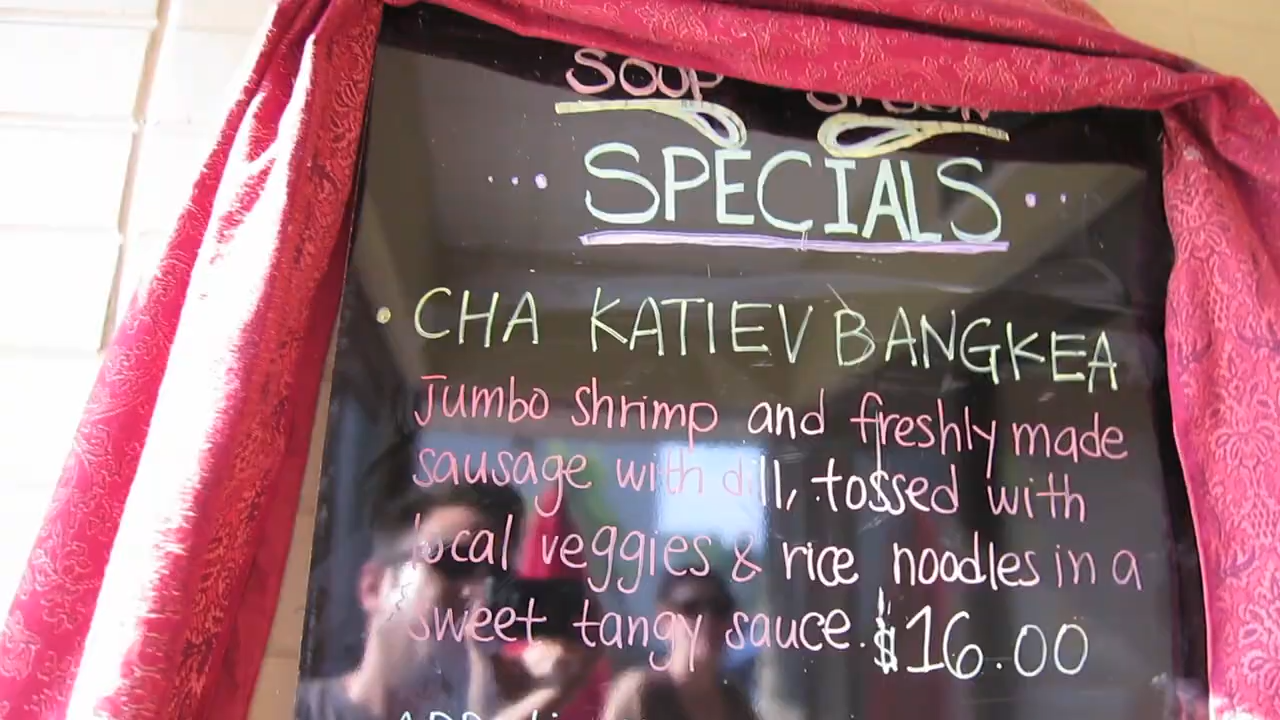 SOUP SPOON
SPECIALS
• CHA KATIEV BANGKEA
Jumbo shrimp and freshly made
sausage with dill, tossed with
local veggies & rice noodles in a
sweet tangy sauce. $16.00